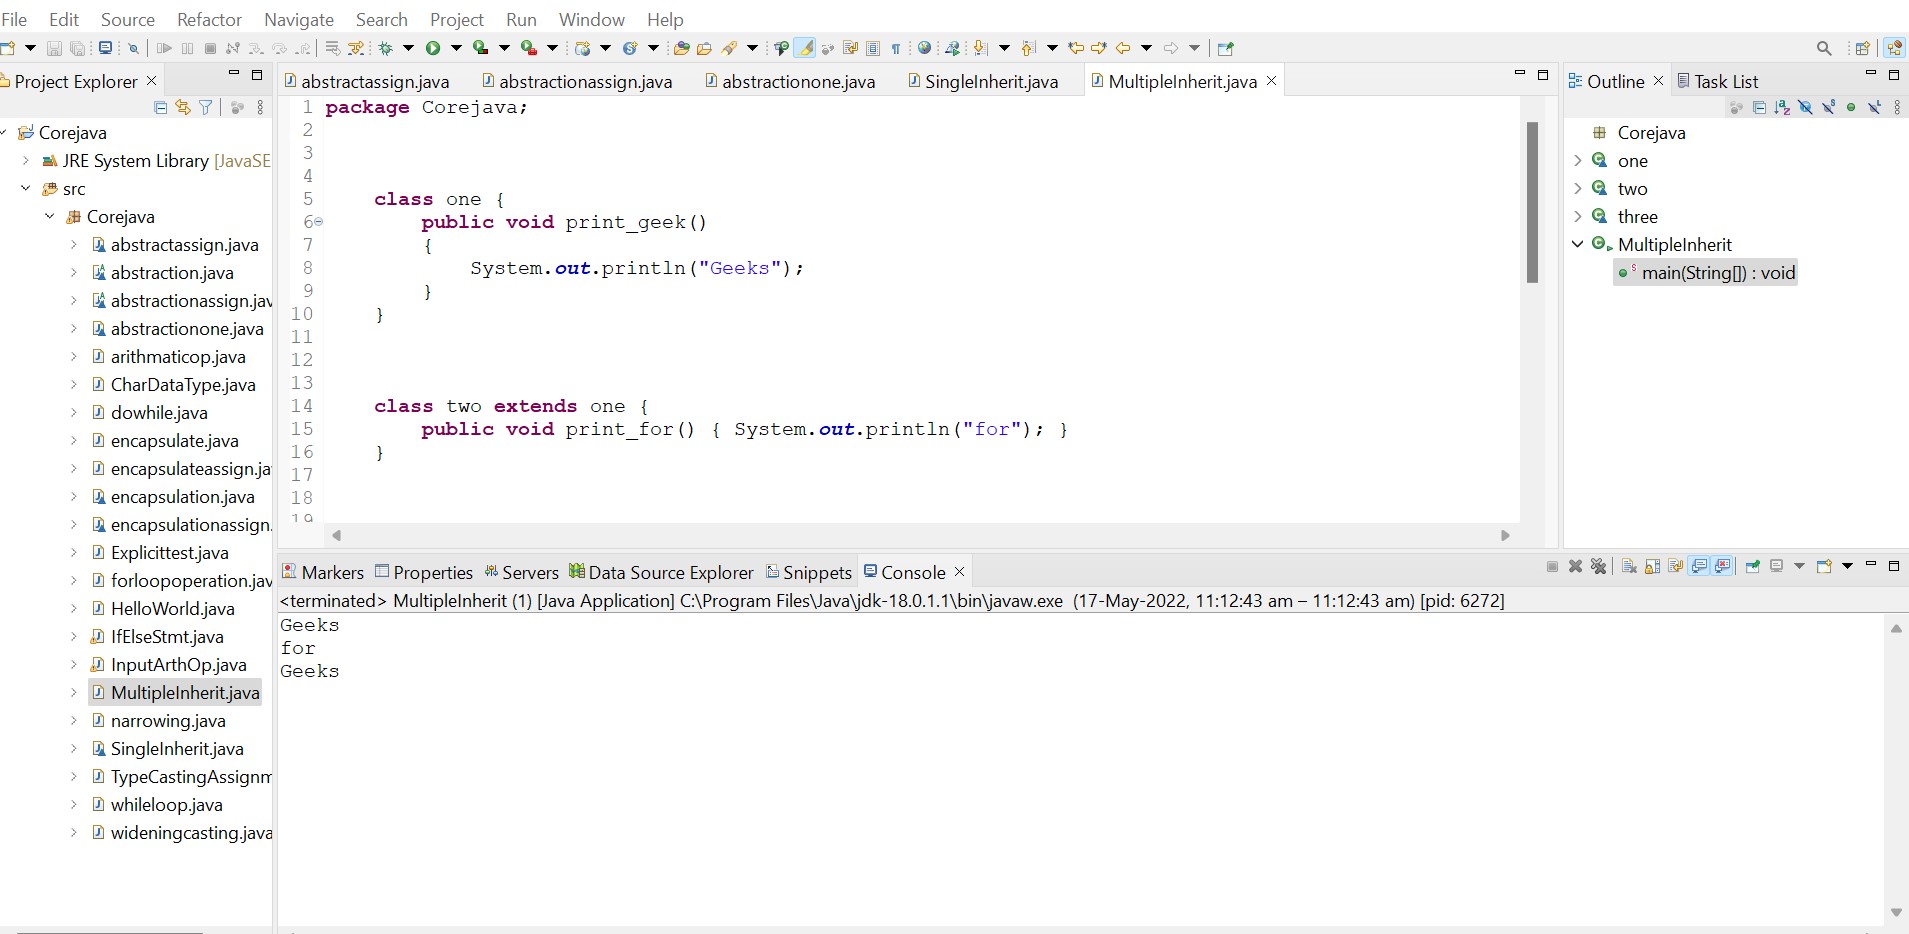 File Edit Source Refactor Navigate Search Project Run Window Help
Project Explorer
Corejava
JRE System Library [JavaSE
src
Corejava
abstractassign.java
abstraction.java
abstractionassign.jav
abstractionone.java
arithmaticop.java
CharDataType.java
dowhile.java
encapsulate.java
encapsulateassign.ja
encapsulation.java
encapsulationassign.
Explicittest.java
forloopoperation.jav
HelloWorld.java
IfElseStmt.java
InputArthOp.java
MultipleInherit.java
narrowing.java
SingleInherit.java
TypeCastingAssignm
whileloop.java
wideningcasting.java
abstractassign.java abstractionassign.java abstractionone.java SingleInherit.java MultipleInherit.java
1 package Corejava;
2
3
4
5 class one {
6 public void print_geek()
7 {
8 System.out.println("Geeks");
9 }
10 }
11
12
13
14 class two extends one {
15 public void print_for() { System.out.println("for"); }
16 }
17
18
19
Outline Task List
Corejava
one
two
three
MultipleInherit
main(String[]) : void
Markers Properties Servers Data Source Explorer Snippets Console
<terminated> MultipleInherit (1) [Java Application] C:\Program Files\Java\jdk-18.0.1.1\bin\javaw.exe (17-May-2022, 11:12:43 am – 11:12:43 am) [pid: 6272]
Geeks
for
Geeks